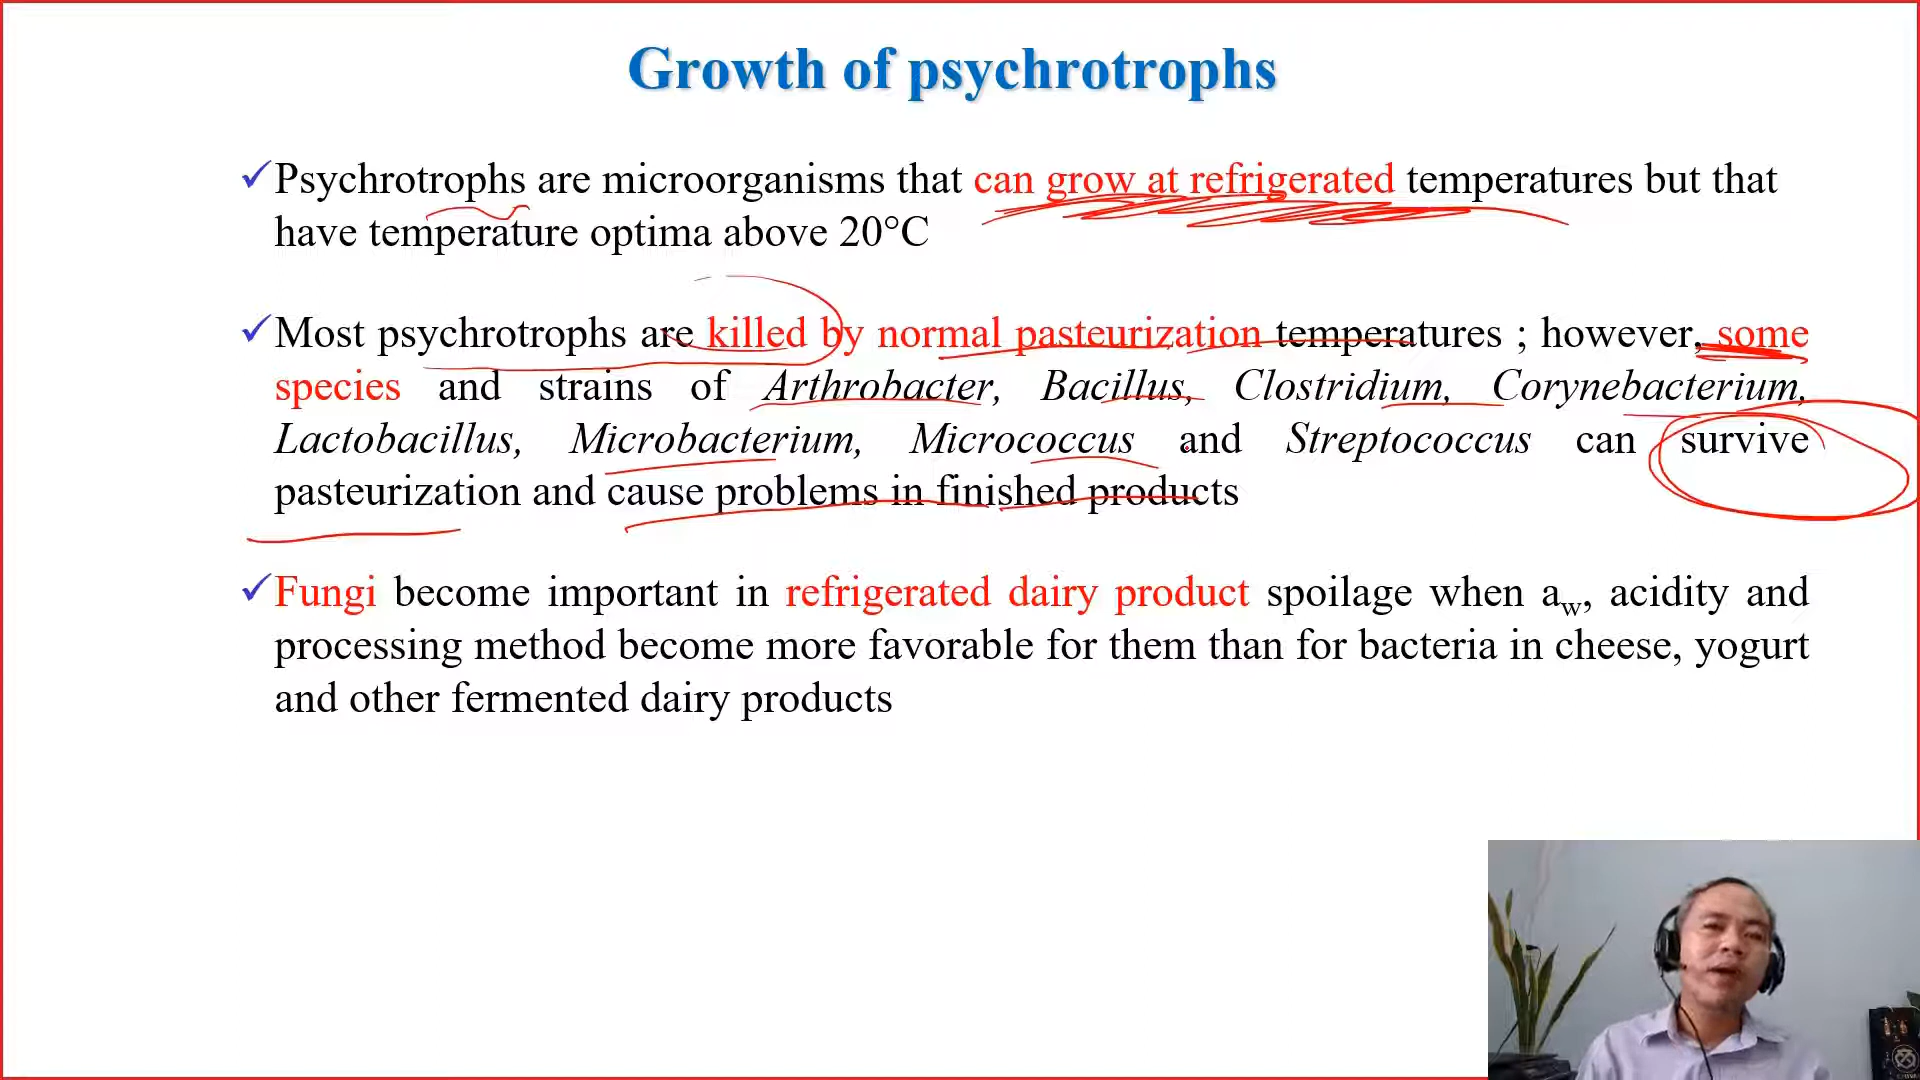 Growth of psychrotrophs
✓Psychrotrophs are microorganisms that can grow at refrigerated temperatures but that
have temperature optima above 20°C
✓Most psychrotrophs are killed by normal pasteurization temperatures ; however, some
species and strains of Arthrobacter, Bacillus, Clostridium, Corynebacterium,
Lactobacillus, Microbacterium, Micrococcus and Streptococcus can survive
pasteurization and cause problems in finished products
✓Fungi become important in refrigerated dairy product spoilage when aw, acidity and
processing method become more favorable for them than for bacteria in cheese, yogurt
and other fermented dairy products